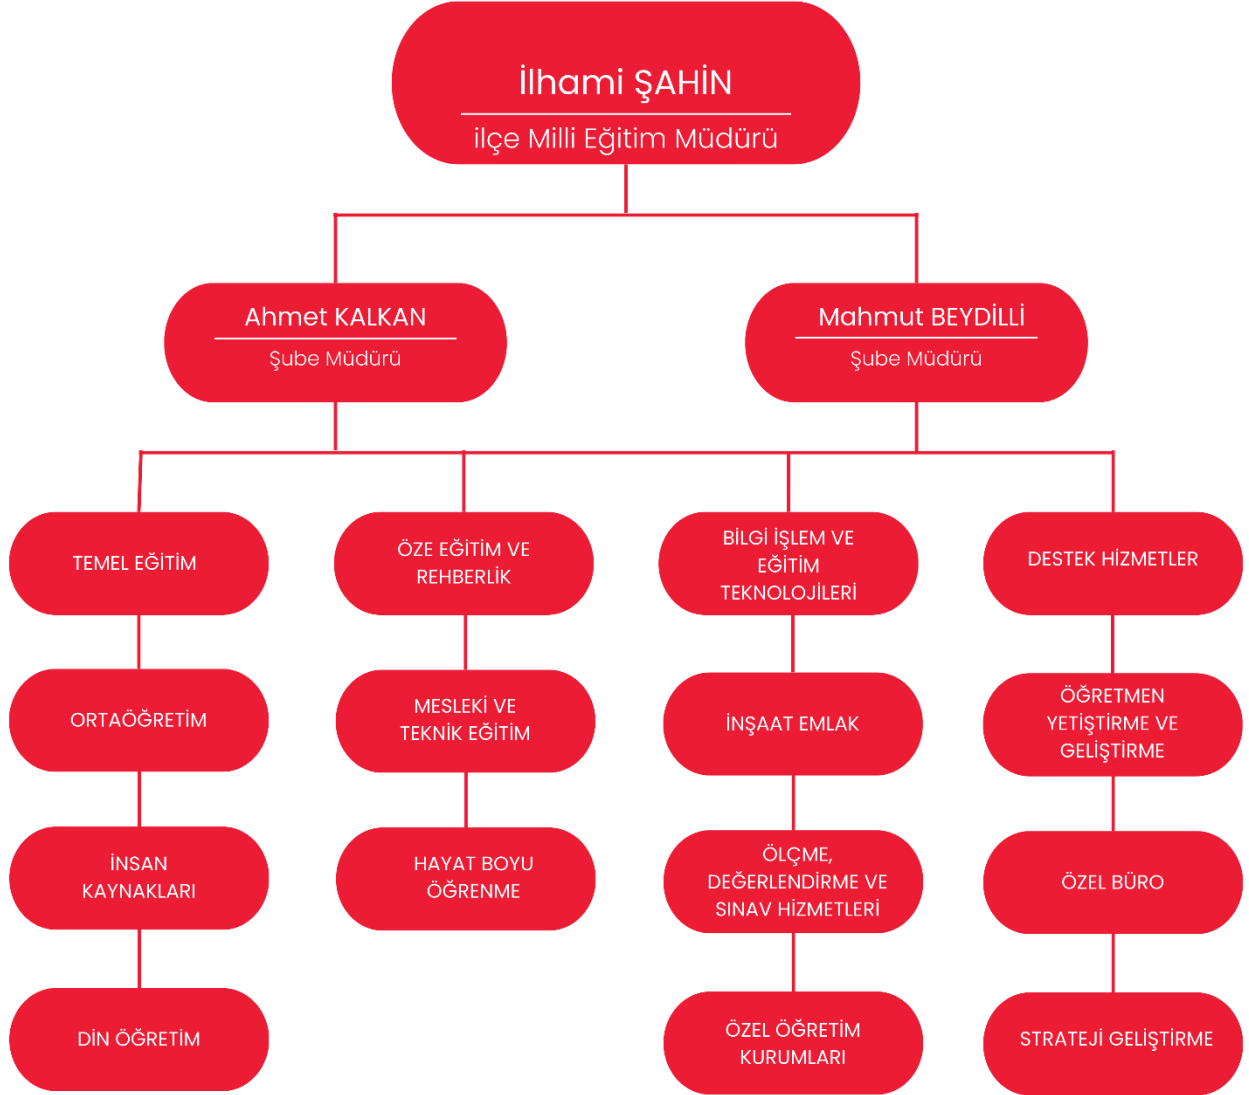 İlhami ŞAHİN
ilçe Milli Eğitim Müdürü
Ahmet KALKAN
Şube Müdürü
Mahmut BEYDİLLİ
Şube Müdürü
TEMEL EĞİTİM
ORTAÖĞRETİM
İNSAN
KAYNAKLARI
DİN ÖĞRETİM
ÖZE EĞİTİM VE
REHBERLİK
MESLEKİ VE
TEKNİK EĞİTİM
HAYAT BOYU
ÖĞRENME
BİLGİ İŞLEM VE
EĞİTİM
TEKNOLOJİLERİ
İNŞAAT EMLAK
ÖLÇME,
DEĞERLENDİRME VE
SINAV HİZMETLERİ
ÖZEL ÖĞRETİM
KURUMLARI
DESTEK HİZMETLER
ÖĞRETMEN
YETİŞTİRME VE
GELİŞTİRME
ÖZEL BÜRO
STRATEJİ GELİŞTİRME